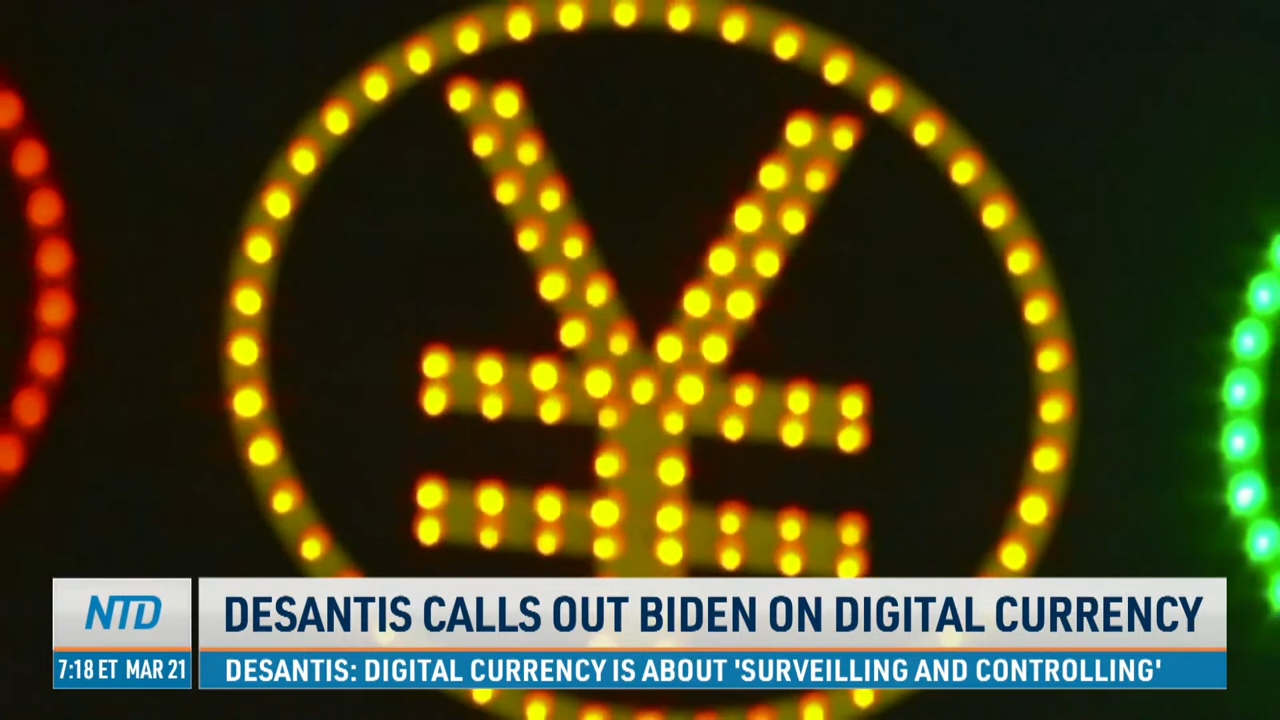 ¥
NTD
DESANTIS CALLS OUT BIDEN ON DIGITAL CURRENCY
7:18 ET MAR 21
DESANTIS: DIGITAL CURRENCY IS ABOUT 'SURVEILLING AND CONTROLLING'